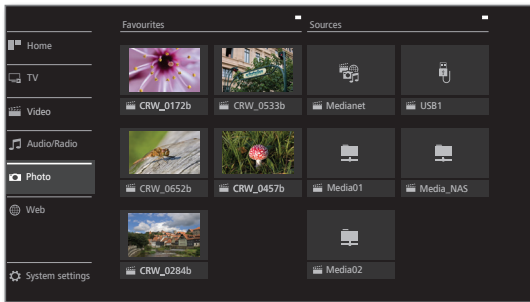 Favourites
Sources
Home
TV
Video
Audio/Radio
Photo
Web
System settings
CRW_0172b
CRW_0533b
Medianet
USB1
CRW_0652b
CRW_0457b
Media01
Media_NAS
CRW_0284b
Media02